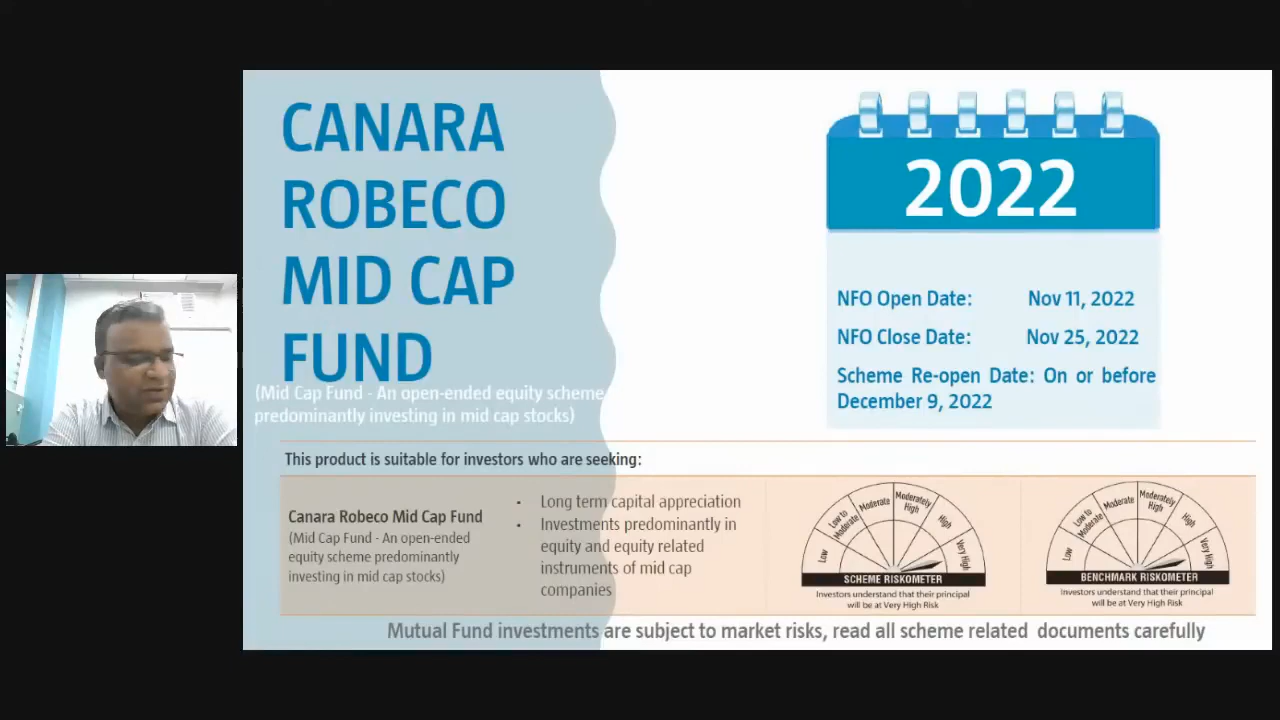 CANARA
ROBECO
MID CAP
FUND
(Mid Cap Fund - An open-ended equity scheme
predominantly investing in mid cap stocks)
2022
NFO Open Date: Nov 11, 2022
NFO Close Date: Nov 25, 2022
Scheme Re-open Date: On or before
December 9, 2022
This product is suitable for investors who are seeking:
Canara Robeco Mid Cap Fund
(Mid Cap Fund - An open-ended
equity scheme predominantly
investing in mid cap stocks)
• Long term capital appreciation
• Investments predominantly in
equity and equity related
instruments of mid cap
companies
Low
Low to
Moderate
Moderate
Moderately
High
High
Very High
SCHEME RISKOMETER
Investors understand that their principal
will be at Very High Risk
Low
Low to
Moderate
Moderate
Moderately
High
High
Very High
BENCHMARK RISKOMETER
Investors understand that their principal
will be at Very High Risk
Mutual Fund investments are subject to market risks, read all scheme related documents carefully